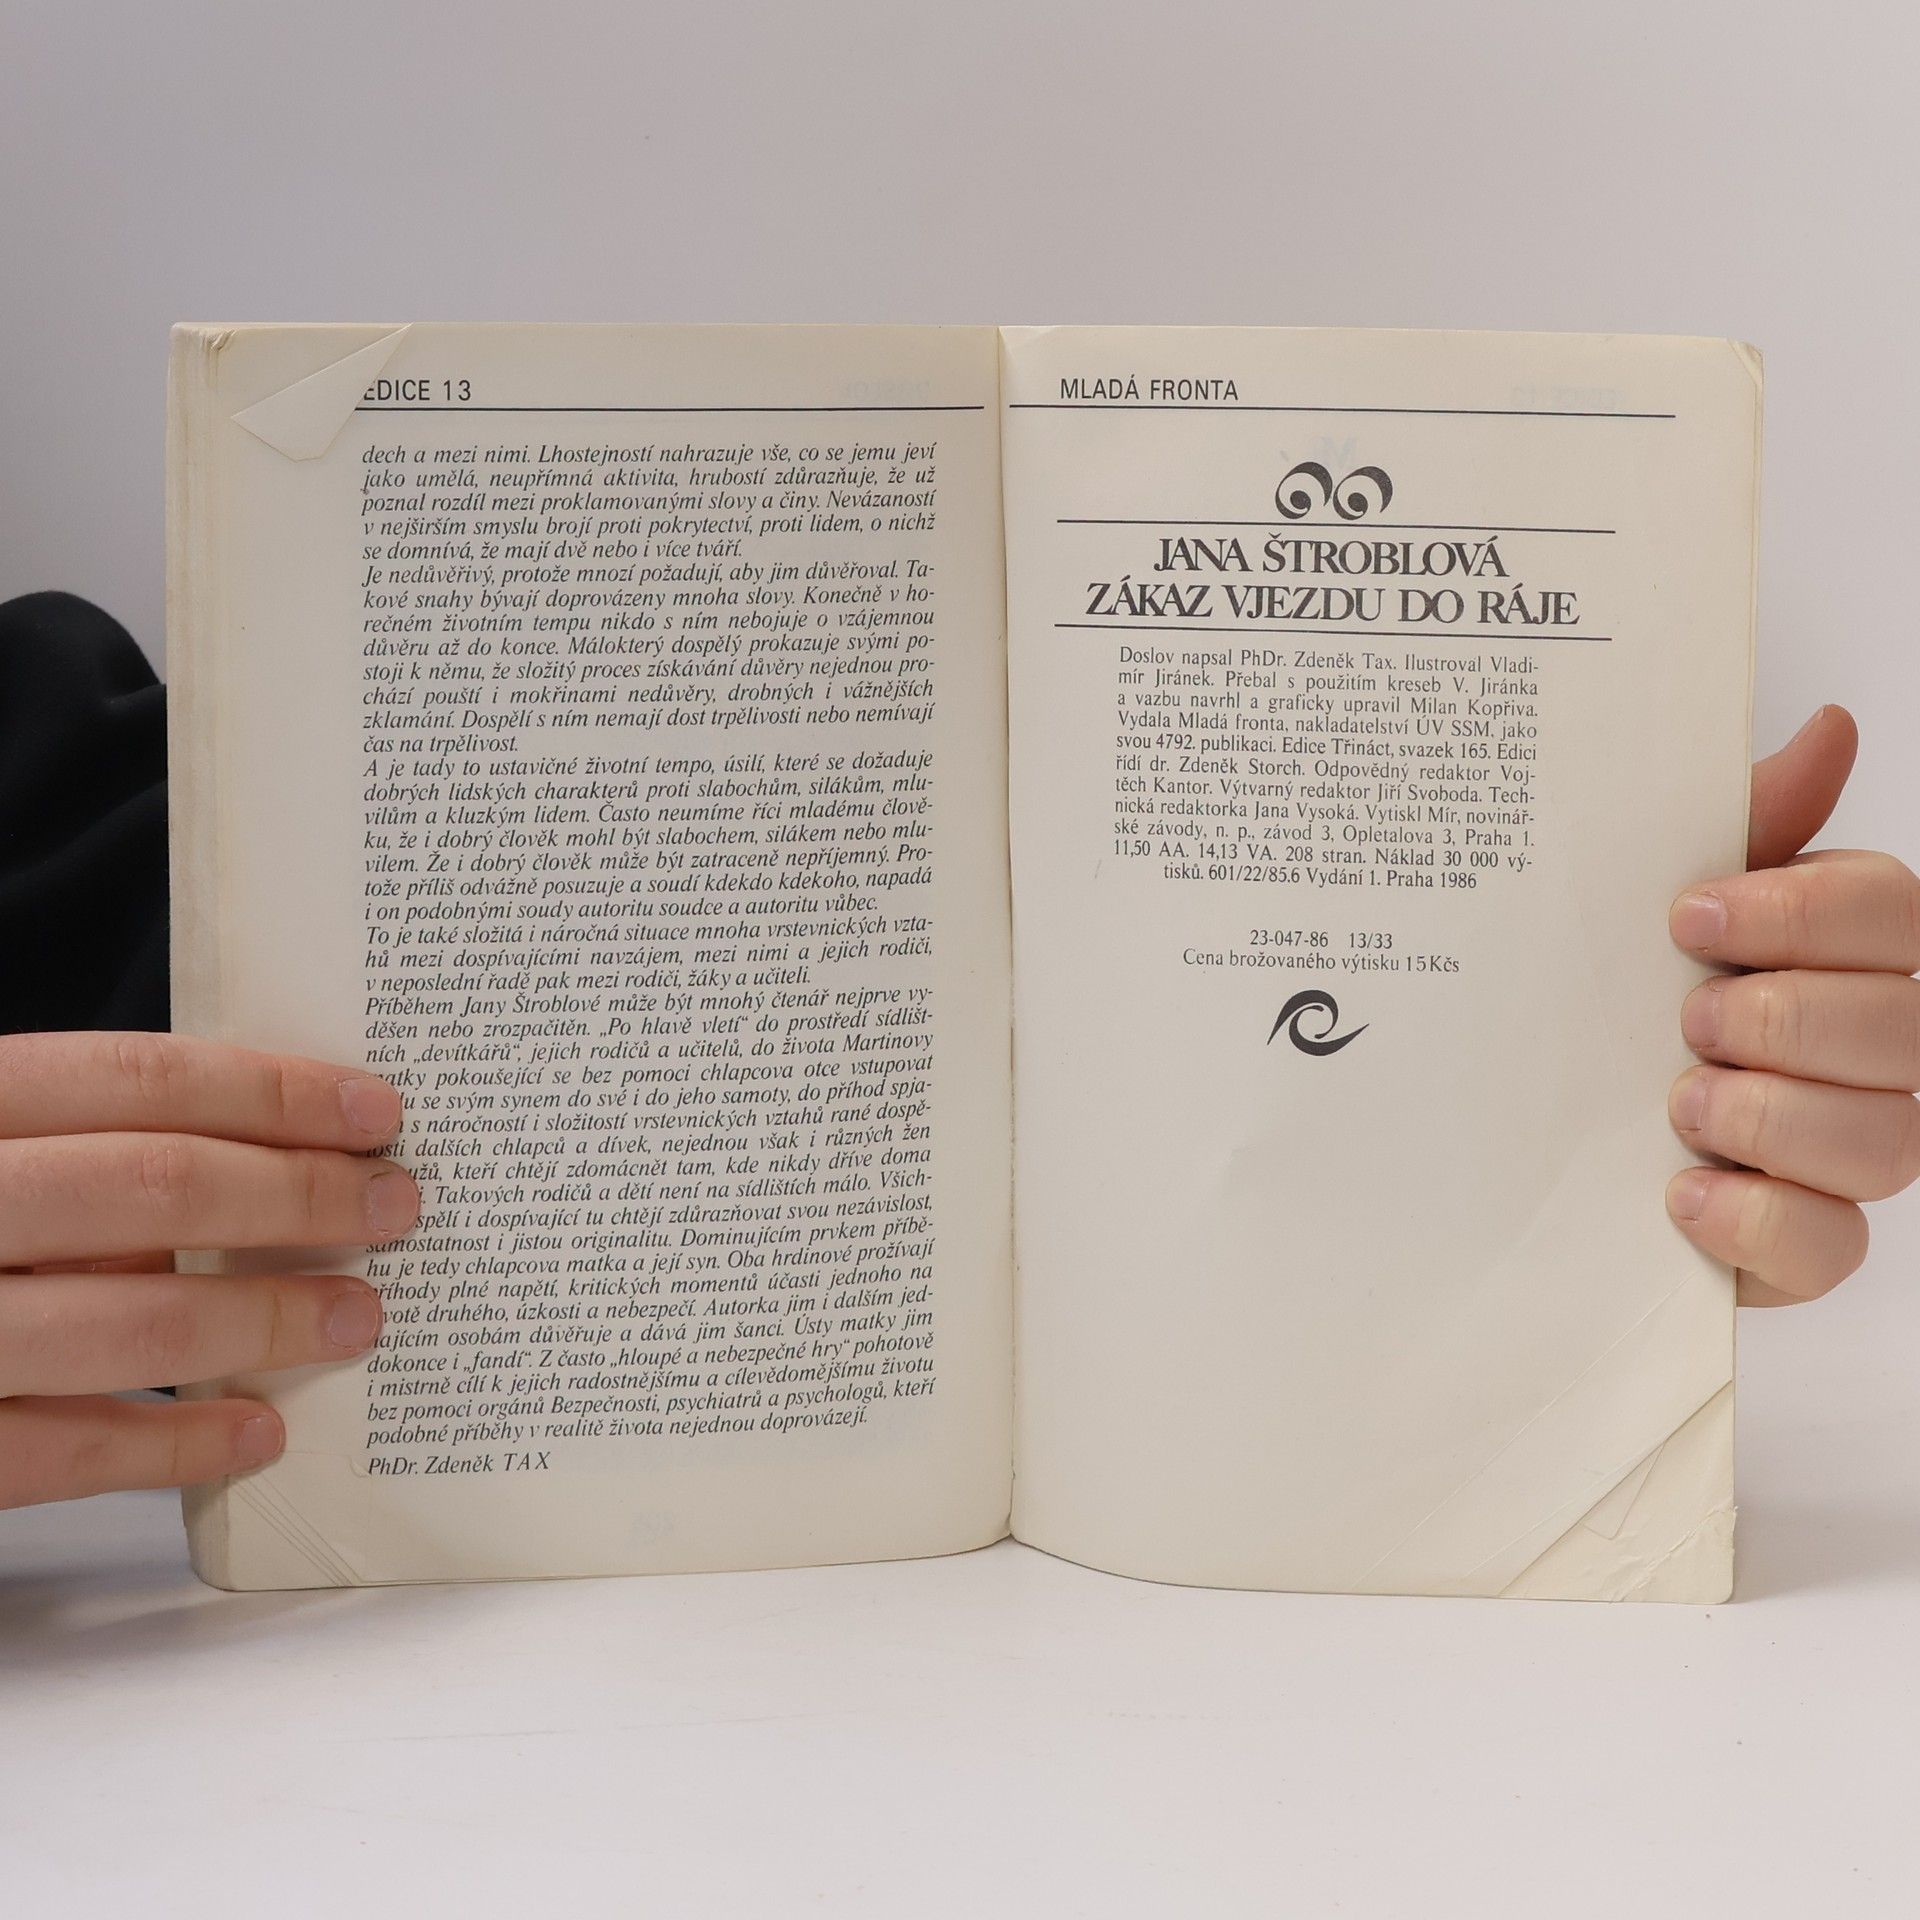 EDICE 13
dech a mezi nimi. Lhostejností nahrazuje vše, co se jemu jeví
jako umělá, neupřímná aktivita, hrubostí zdůrazňuje, že už
poznal rozdíl mezi proklamovanými slovy a činy. Nevázaností
v nejširším smyslu brojí proti pokrytectví, proti lidem, o nichž
se domnívá, že mají dvě nebo i více tváří.
Je nedůvěřivý, protože mnozí požadují, aby jim důvěřoval. Ta-
kové snahy bývají doprovázeny mnoha slovy. Konečně v ho-
rečném životním tempu nikdo s ním nebojuje o vzájemnou
důvěru až do konce. Málokterý dospělý prokazuje svými po-
stoji k němu, že složitý proces získávání důvěry nejednou pro-
chází pouští i mokřinami nedůvěry, drobných i vážnějších
zklamání. Dospělí s ním nemají dost trpělivosti nebo nemívají
čas na trpělivost.
A je tady to ustavičné životní tempo, úsilí, které se dožaduje
dobrých lidských charakterů proti slabochům, silákům, mlu-
vilům a kluzkým lidem. Často neumíme říci mladému člově-
ku, že i dobrý člověk mohl být slabochem, silákem nebo mlu-
vilem. Že i dobrý člověk může být zatraceně nepříjemný. Pro-
tože příliš odvážně posuzuje a soudí kdekdo kdekoho, napadá
i on podobnými soudy autoritu soudce a autoritu vůbec.
To je také složitá i náročná situace mnoha vrstevnických vzta-
hů mezi dospívajícími navzájem, mezi nimi a jejich rodiči,
v neposlední řadě pak mezi rodiči, žáky a učiteli.
Příběhem Jany Štroblové může být mnohý čtenář nejprve vy-
děšen nebo zrozpačitěn. „Po hlavě vletí“ do prostředí sídlišt-
ních „devítkářů“, jejich rodičů a učitelů, do života Martinovy
matky pokoušející se bez pomoci chlapcova otce vstupovat
se svým synem do své i do jeho samoty, do příhod spja-
s náročností i složitostí vrstevnických vztahů rané dospě-
losti dalších chlapců a dívek, nejednou však i různých žen
kteří chtějí zdomácnět tam, kde nikdy dříve doma
Takových rodičů a dětí není na sídlištích málo. Všich-
i dospívající tu chtějí zdůrazňovat svou nezávislost,
samostatnost i jistou originalitu. Dominujícím prvkem příbě-
hu je tedy chlapcova matka a její syn. Oba hrdinové prožívají
příhody plné napětí, kritických momentů účasti jednoho na
životě druhého, úzkosti a nebezpečí. Autorka jim i dalším jed-
najícím osobám důvěřuje a dává jim šanci. Ústy matky jim
dokonce i „fandí“. Z často „hloupé a nebezpečné hry“ pohotově
i mistrně cílí k jejich radostnějšímu a cílevědomějšímu životu
bez pomoci orgánů Bezpečnosti, psychiatrů a psychologů, kteří
podobné příběhy v realitě života nejednou doprovázejí.
PhDr. Zdeněk TAX
MLADÁ FRONTA
JANA ŠTROBLOVÁ
ZÁKAZ VJEZDU DO RÁJE
Doslov napsal PhDr. Zdeněk Tax. Ilustroval Vladi-
mír Jiránek. Přebal s použitím kreseb V. Jiránka
a vazbu navrhl a graficky upravil Milan Kopřiva.
Vydala Mladá fronta, nakladatelství ÚV SSM, jako
svou 4792. publikaci. Edice Třináct, svazek 165. Edici
řídí dr. Zdeněk Storch. Odpovědný redaktor Voj-
těch Kantor. Výtvarný redaktor Jiří Svoboda. Tech-
nická redaktorka Jana Vysoká. Vytiskl Mír, novinář-
ské závody, n. p., závod 3, Opletalova 3, Praha 1.
11,50 AA. 14,13 VA. 208 stran. Náklad 30 000 vý-
tisků. 601/22/85.6 Vydání 1. Praha 1986
23-047-86 13/33
Cena brožovaného výtisku 15 Kčs